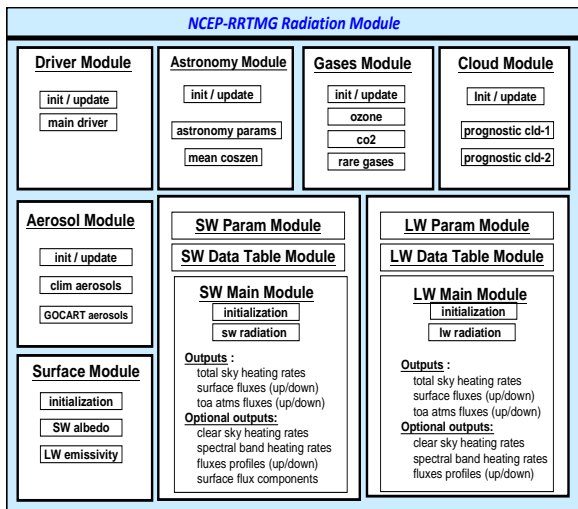 NCEP-RRTMG Radiation Module
Driver Module
init / update
main driver
Astronomy Module
init / update
astronomy params
mean coszen
Gases Module
init / update
ozone
co2
rare gases
Cloud Module
Init / update
prognostic cld-1
prognostic cld-2
Aerosol Module
init / update
clim aerosols
GOCART aerosols
Surface Module
initialization
SW albedo
LW emissivity
SW Param Module
SW Data Table Module
SW Main Module
initialization
sw radiation
Outputs :
total sky heating rates
surface fluxes (up/down)
toa atms fluxes (up/down)
Optional outputs:
clear sky heating rates
spectral band heating rates
fluxes profiles (up/down)
surface flux components
LW Param Module
LW Data Table Module
LW Main Module
initialization
lw radiation
Outputs :
total sky heating rates
surface fluxes (up/down)
toa atms fluxes (up/down)
Optional outputs:
clear sky heating rates
spectral band heating rates
fluxes profiles (up/down)